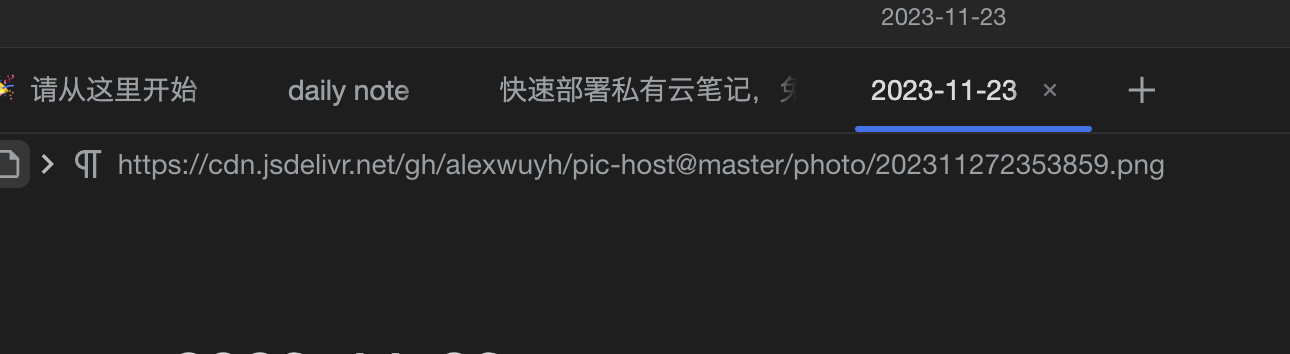 2023-11-23
请从这里开始 daily note 快速部署私有云笔记， 2023-11-23 ×
https://cdn.jsdelivr.net/gh/alexwuyh/pic-host@master/photo/202311272353859.png